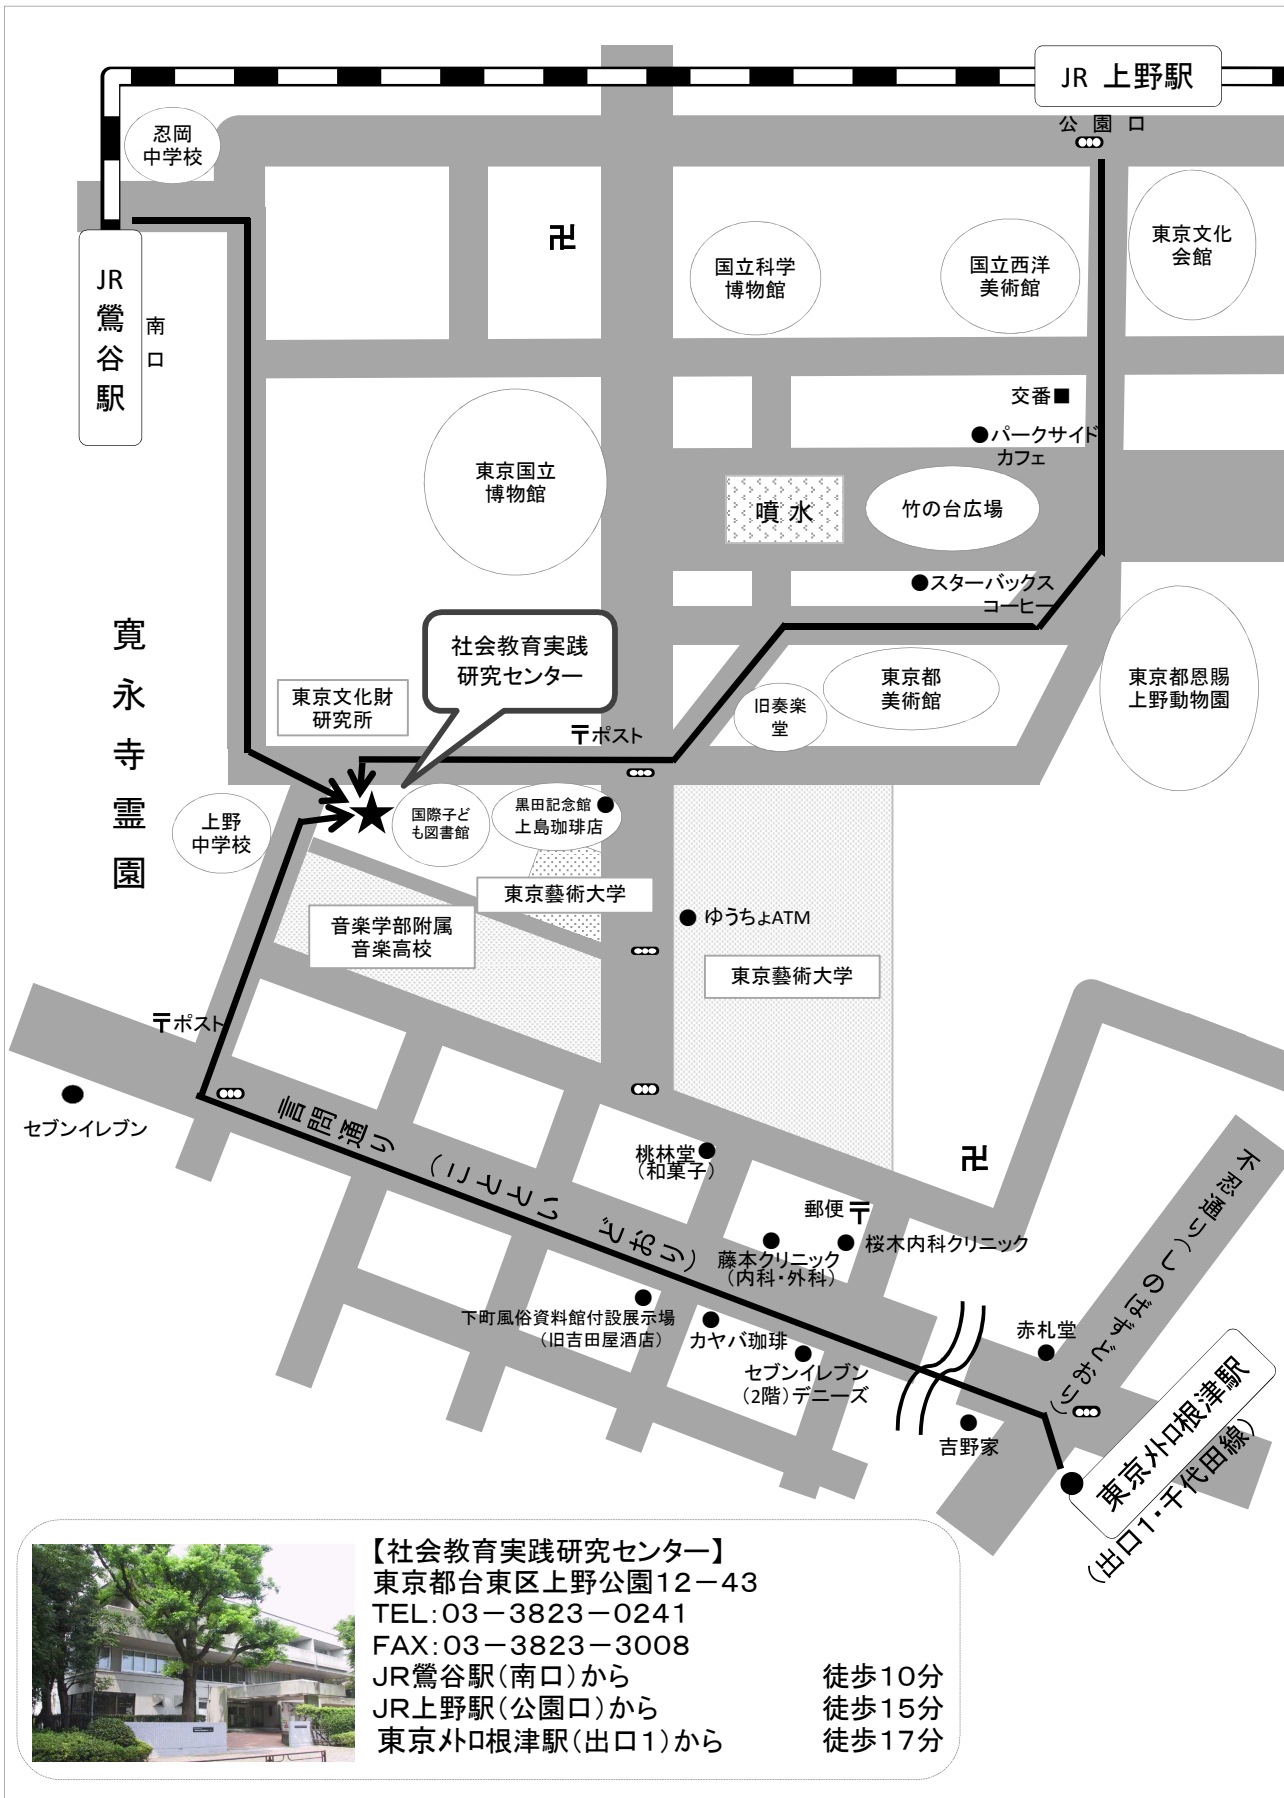 JR 上野駅
公園口
忍岡
中学校
JR
鶯
谷
駅
南
口
卍
国立科学
博物館
国立西洋
美術館
東京文化
会館
交番■
●パークサイド
カフェ
東京国立
博物館
噴水
竹の台広場
●スターバックス
コーヒー
寛永寺霊園
社会教育実践
研究センター
東京文化財
研究所
〒ポスト
旧奏楽
堂
東京都
美術館
東京都恩賜
上野動物園
上野
中学校
★
国際子ど
も図書館
黒田記念館
上島珈琲店
東京藝術大学
音楽学部附属
音楽高校
● ゆうちょATM
東京藝術大学
〒ポスト
セブンイレブン
言問通り(ことといどおり)
桃林堂
(和菓子)
卍
郵便〒
藤本クリニック
(内科・外科)
桜木内科クリニック
不忍通り(しのばずどおり)
下町風俗資料館付設展示場
(旧吉田屋酒店)
カヤバ珈琲
セブンイレブン
(2階)デニーズ
赤札堂
吉野家
東京メトロ根津駅
(出口1・千代田線)
【社会教育実践研究センター】
東京都台東区上野公園12-43
TEL:03-3823-0241
FAX:03-3823-3008
JR鶯谷駅(南口)から 徒歩10分
JR上野駅(公園口)から 徒歩15分
東京メトロ根津駅(出口1)から 徒歩17分